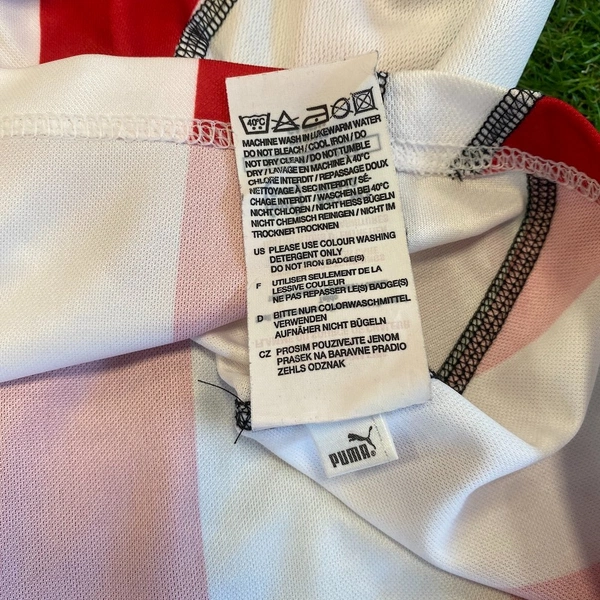 40°C
MACHINE WASH IN LUKEWARM WATER
DO NOT BLEACH / COOL IRON / DO
NOT DRY CLEAN / DO NOT TUMBLE
DRY / LAVAGE EN MACHINE À 40°C
CHLORE INTERDIT / REPASSAGE DOUX
NETTOYAGE À SEC INTERDIT / SÉ-
CHAGE INTERDIT / WASCHEN BEI 40°C
NICHT CHLOREN / NICHT HEISS BÜGELN
NICHT CHEMISCH REINIGEN / NICHT IM
TROCKNER TROCKNEN
US PLEASE USE COLOUR WASHING
DETERGENT ONLY
DO NOT IRON BADGE(S)
F UTILISER SEULEMENT DE LA
LESSIVE COULEUR
NE PAS REPASSER LE(S) BADGE(S)
D BITTE NUR COLORWASCHMITTEL
VERWENDEN
AUFNÄHER NICHT BÜGELN
CZ PROSIM POUZIVEJTE JENOM
PRASEK NA BARAVNE PRADIO
ZEHLS ODZNAK
PUMA®